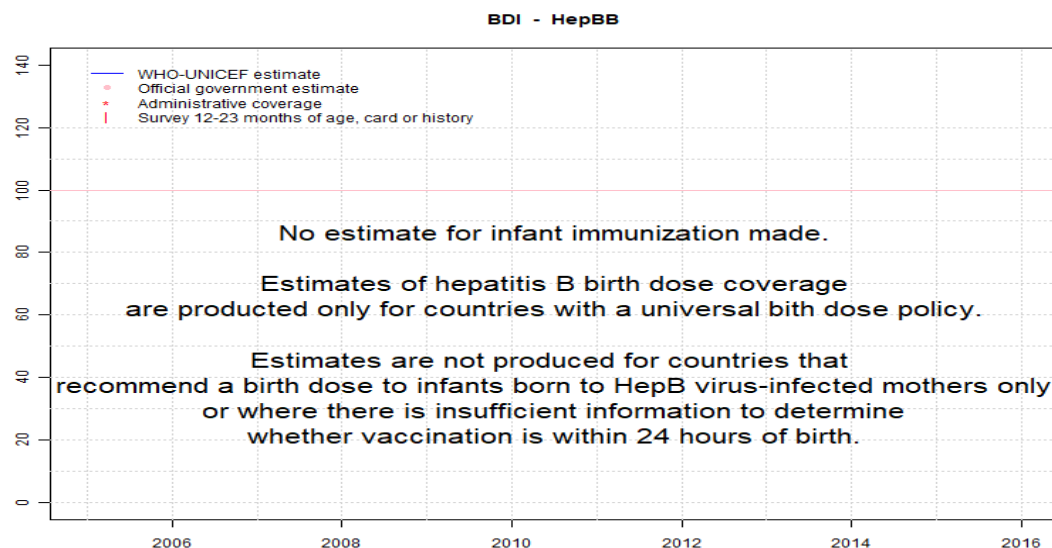 BDI - HepBB
140
120
100
80
60
40
20
0
WHO-UNICEF estimate
Official government estimate
Administrative coverage
Survey 12-23 months of age, card or history
No estimate for infant immunization made.
Estimates of hepatitis B birth dose coverage
are producted only for countries with a universal bith dose policy.
Estimates are not produced for countries that
recommend a birth dose to infants born to HepB virus-infected mothers only
or where there is insufficient information to determine
whether vaccination is within 24 hours of birth.
2006 2008 2010 2012 2014 2016